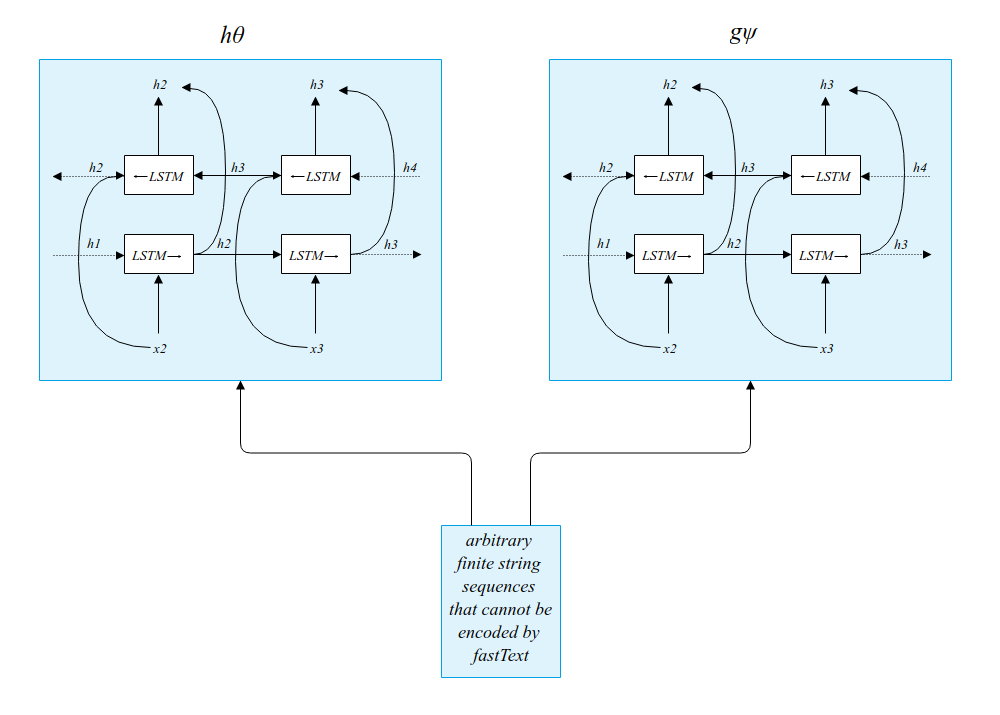 hθ
gψ
h2 h3
h2 h3
h2 ←LSTM h3 ←LSTM h4
h2 ←LSTM h3 ←LSTM h4
h1 LSTM→ h2 LSTM→ h3
h1 LSTM→ h2 LSTM→ h3
x2 x3
x2 x3
arbitrary
finite string
sequences
that cannot be
encoded by
fastText